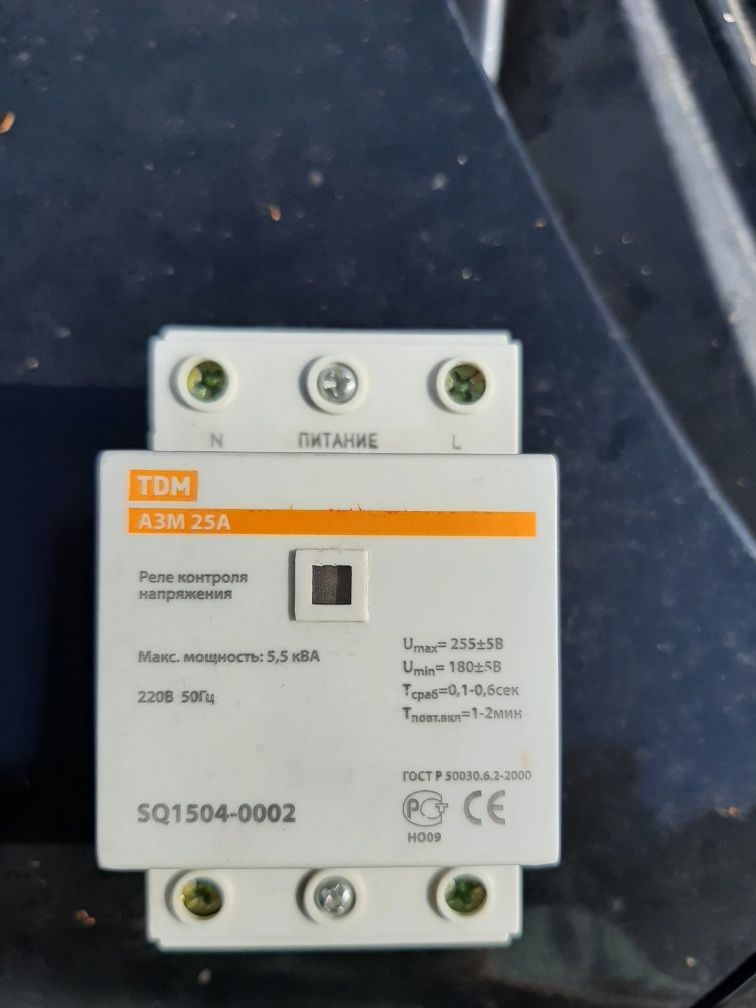 N ПИТАНИЕ L
TDM
АЗМ 25А
Реле контроля
напряжения
Макс. мощность: 5,5 кВА
220В 50Гц
Umax= 255±5В
Umin= 180±5В
Tсраб=0,1-0,6сек
Tповт.вкл=1-2мин
ГОСТ Р 50030.6.2-2000
SQ1504-0002
РСТ CE
НО09